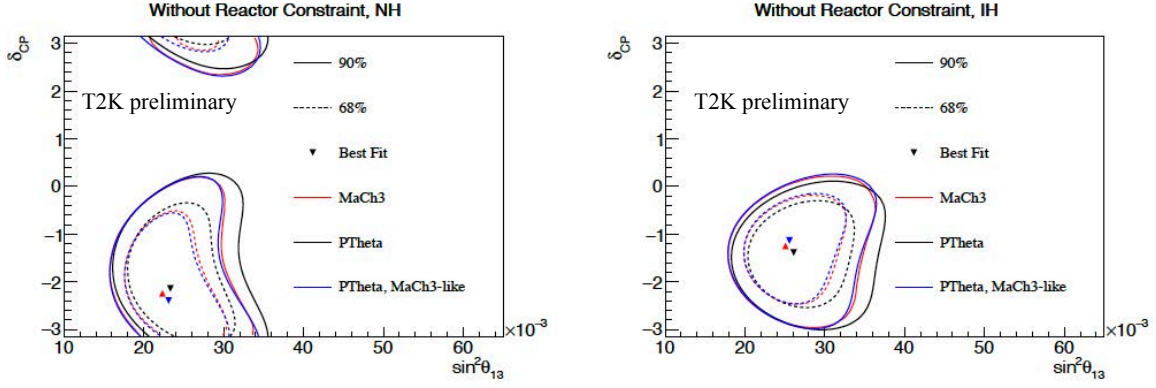 Without Reactor Constraint, NH
δCP
3
2
1
0
−1
−2
−3
T2K preliminary
90%
68%
Best Fit
MaCh3
PTheta
PTheta, MaCh3-like
×10⁻³
10 20 30 40 50 60
sin²θ₁₃
Without Reactor Constraint, IH
δCP
3
2
1
0
−1
−2
−3
T2K preliminary
90%
68%
Best Fit
MaCh3
PTheta
PTheta, MaCh3-like
×10⁻³
10 20 30 40 50 60
sin²θ₁₃